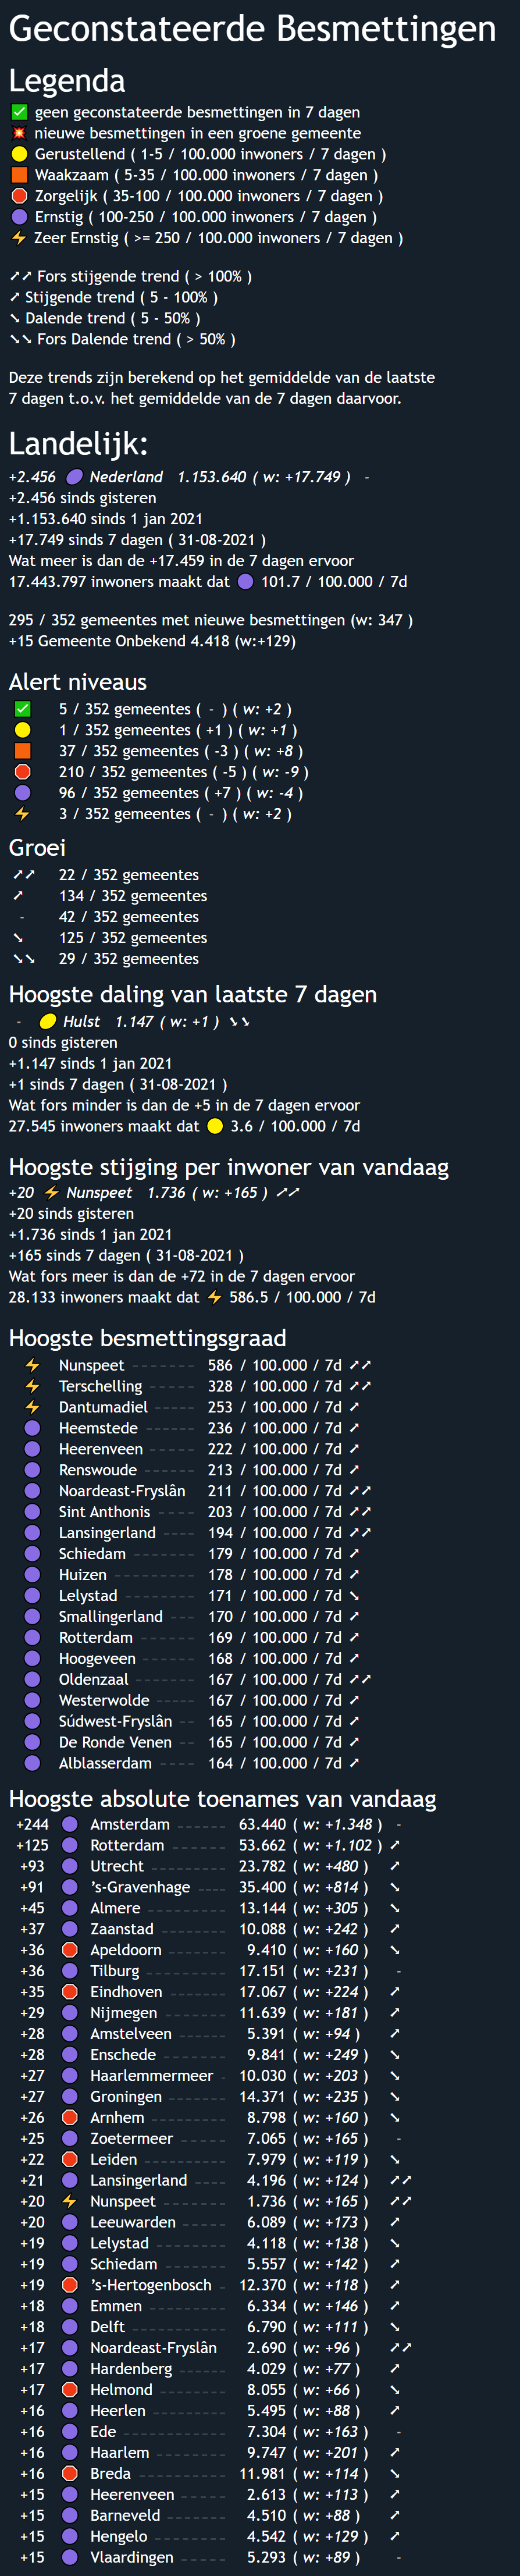 Geconstateerde Besmettingen
Legenda
✅ geen geconstateerde besmettingen in 7 dagen
💥 nieuwe besmettingen in een groene gemeente
Gerustellend ( 1-5 / 100.000 inwoners / 7 dagen )
Waakzaam ( 5-35 / 100.000 inwoners / 7 dagen )
Zorgelijk ( 35-100 / 100.000 inwoners / 7 dagen )
Ernstig ( 100-250 / 100.000 inwoners / 7 dagen )
⚡ Zeer Ernstig ( >= 250 / 100.000 inwoners / 7 dagen )
➚➚ Fors stijgende trend ( > 100% )
➚ Stijgende trend ( 5 - 100% )
➘ Dalende trend ( 5 - 50% )
➘➘ Fors Dalende trend ( > 50% )
Deze trends zijn berekend op het gemiddelde van de laatste
7 dagen t.o.v. het gemiddelde van de 7 dagen daarvoor.
Landelijk:
+2.456 Nederland 1.153.640 ( w: +17.749 ) -
+2.456 sinds gisteren
+1.153.640 sinds 1 jan 2021
+17.749 sinds 7 dagen ( 31-08-2021 )
Wat meer is dan de +17.459 in de 7 dagen ervoor
17.443.797 inwoners maakt dat 101.7 / 100.000 / 7d
295 / 352 gemeentes met nieuwe besmettingen (w: 347 )
+15 Gemeente Onbekend 4.418 (w:+129)
Alert niveaus
5 / 352 gemeentes ( - ) ( w: +2 )
1 / 352 gemeentes ( +1 ) ( w: +1 )
37 / 352 gemeentes ( -3 ) ( w: +8 )
210 / 352 gemeentes ( -5 ) ( w: -9 )
96 / 352 gemeentes ( +7 ) ( w: -4 )
3 / 352 gemeentes ( - ) ( w: +2 )
Groei
➚➚ 22 / 352 gemeentes
➚ 134 / 352 gemeentes
- 42 / 352 gemeentes
➘ 125 / 352 gemeentes
➘➘ 29 / 352 gemeentes
Hoogste daling van laatste 7 dagen
- Hulst 1.147 ( w: +1 ) ➘➘
0 sinds gisteren
+1.147 sinds 1 jan 2021
+1 sinds 7 dagen ( 31-08-2021 )
Wat fors minder is dan de +5 in de 7 dagen ervoor
27.545 inwoners maakt dat 3.6 / 100.000 / 7d
Hoogste stijging per inwoner van vandaag
+20 ⚡ Nunspeet 1.736 ( w: +165 ) ➚➚
+20 sinds gisteren
+1.736 sinds 1 jan 2021
+165 sinds 7 dagen ( 31-08-2021 )
Wat fors meer is dan de +72 in de 7 dagen ervoor
28.133 inwoners maakt dat ⚡ 586.5 / 100.000 / 7d
Hoogste besmettingsgraad
Nunspeet 586 / 100.000 / 7d ➚➚
Terschelling 328 / 100.000 / 7d ➚➚
Dantumadiel 253 / 100.000 / 7d ➚
Heemstede 236 / 100.000 / 7d ➚
Heerenveen 222 / 100.000 / 7d ➚
Renswoude 213 / 100.000 / 7d ➚
Noardeast-Fryslân 211 / 100.000 / 7d ➚➚
Sint Anthonis 203 / 100.000 / 7d ➚➚
Lansingerland 194 / 100.000 / 7d ➚➚
Schiedam 179 / 100.000 / 7d ➚
Huizen 178 / 100.000 / 7d ➚
Lelystad 171 / 100.000 / 7d ➘
Smallingerland 170 / 100.000 / 7d ➚
Rotterdam 169 / 100.000 / 7d ➚
Hoogeveen 168 / 100.000 / 7d ➚
Oldenzaal 167 / 100.000 / 7d ➚➚
Westerwolde 167 / 100.000 / 7d ➚
Súdwest-Fryslân 165 / 100.000 / 7d ➚
De Ronde Venen 165 / 100.000 / 7d ➚
Alblasserdam 164 / 100.000 / 7d ➚
Hoogste absolute toenames van vandaag
+244 Amsterdam 63.440 ( w: +1.348 ) -
+125 Rotterdam 53.662 ( w: +1.102 ) ➚
+93 Utrecht 23.782 ( w: +480 ) ➚
+91 's-Gravenhage 35.400 ( w: +814 ) ➘
+45 Almere 13.144 ( w: +305 ) ➘
+37 Zaanstad 10.088 ( w: +242 ) ➚
+36 Apeldoorn 9.410 ( w: +160 ) ➘
+36 Tilburg 17.151 ( w: +231 ) -
+35 Eindhoven 17.067 ( w: +224 ) ➚
+29 Nijmegen 11.639 ( w: +181 ) ➚
+28 Amstelveen 5.391 ( w: +94 ) ➚
+28 Enschede 9.841 ( w: +249 ) ➘
+27 Haarlemmermeer 10.030 ( w: +203 ) ➘
+27 Groningen 14.371 ( w: +235 ) ➘
+26 Arnhem 8.798 ( w: +160 ) ➘
+25 Zoetermeer 7.065 ( w: +165 ) -
+22 Leiden 7.979 ( w: +119 ) ➘
+21 Lansingerland 4.196 ( w: +124 ) ➚➚
+20 Nunspeet 1.736 ( w: +165 ) ➚➚
+20 Leeuwarden 6.089 ( w: +173 ) ➚
+19 Lelystad 4.118 ( w: +138 ) ➘
+19 Schiedam 5.557 ( w: +142 ) ➚
+19 's-Hertogenbosch 12.370 ( w: +118 ) ➚
+18 Emmen 6.334 ( w: +146 ) ➚
+18 Delft 6.790 ( w: +111 ) ➘
+17 Noardeast-Fryslân 2.690 ( w: +96 ) ➚➚
+17 Hardenberg 4.029 ( w: +77 ) ➚
+17 Helmond 8.055 ( w: +66 ) ➘
+16 Heerlen 5.495 ( w: +88 ) ➚
+16 Ede 7.304 ( w: +163 ) -
+16 Haarlem 9.747 ( w: +201 ) ➚
+16 Breda 11.981 ( w: +114 ) ➘
+15 Heerenveen 2.613 ( w: +113 ) ➚
+15 Barneveld 4.510 ( w: +88 ) ➚
+15 Hengelo 4.542 ( w: +129 ) ➚
+15 Vlaardingen 5.293 ( w: +89 ) -